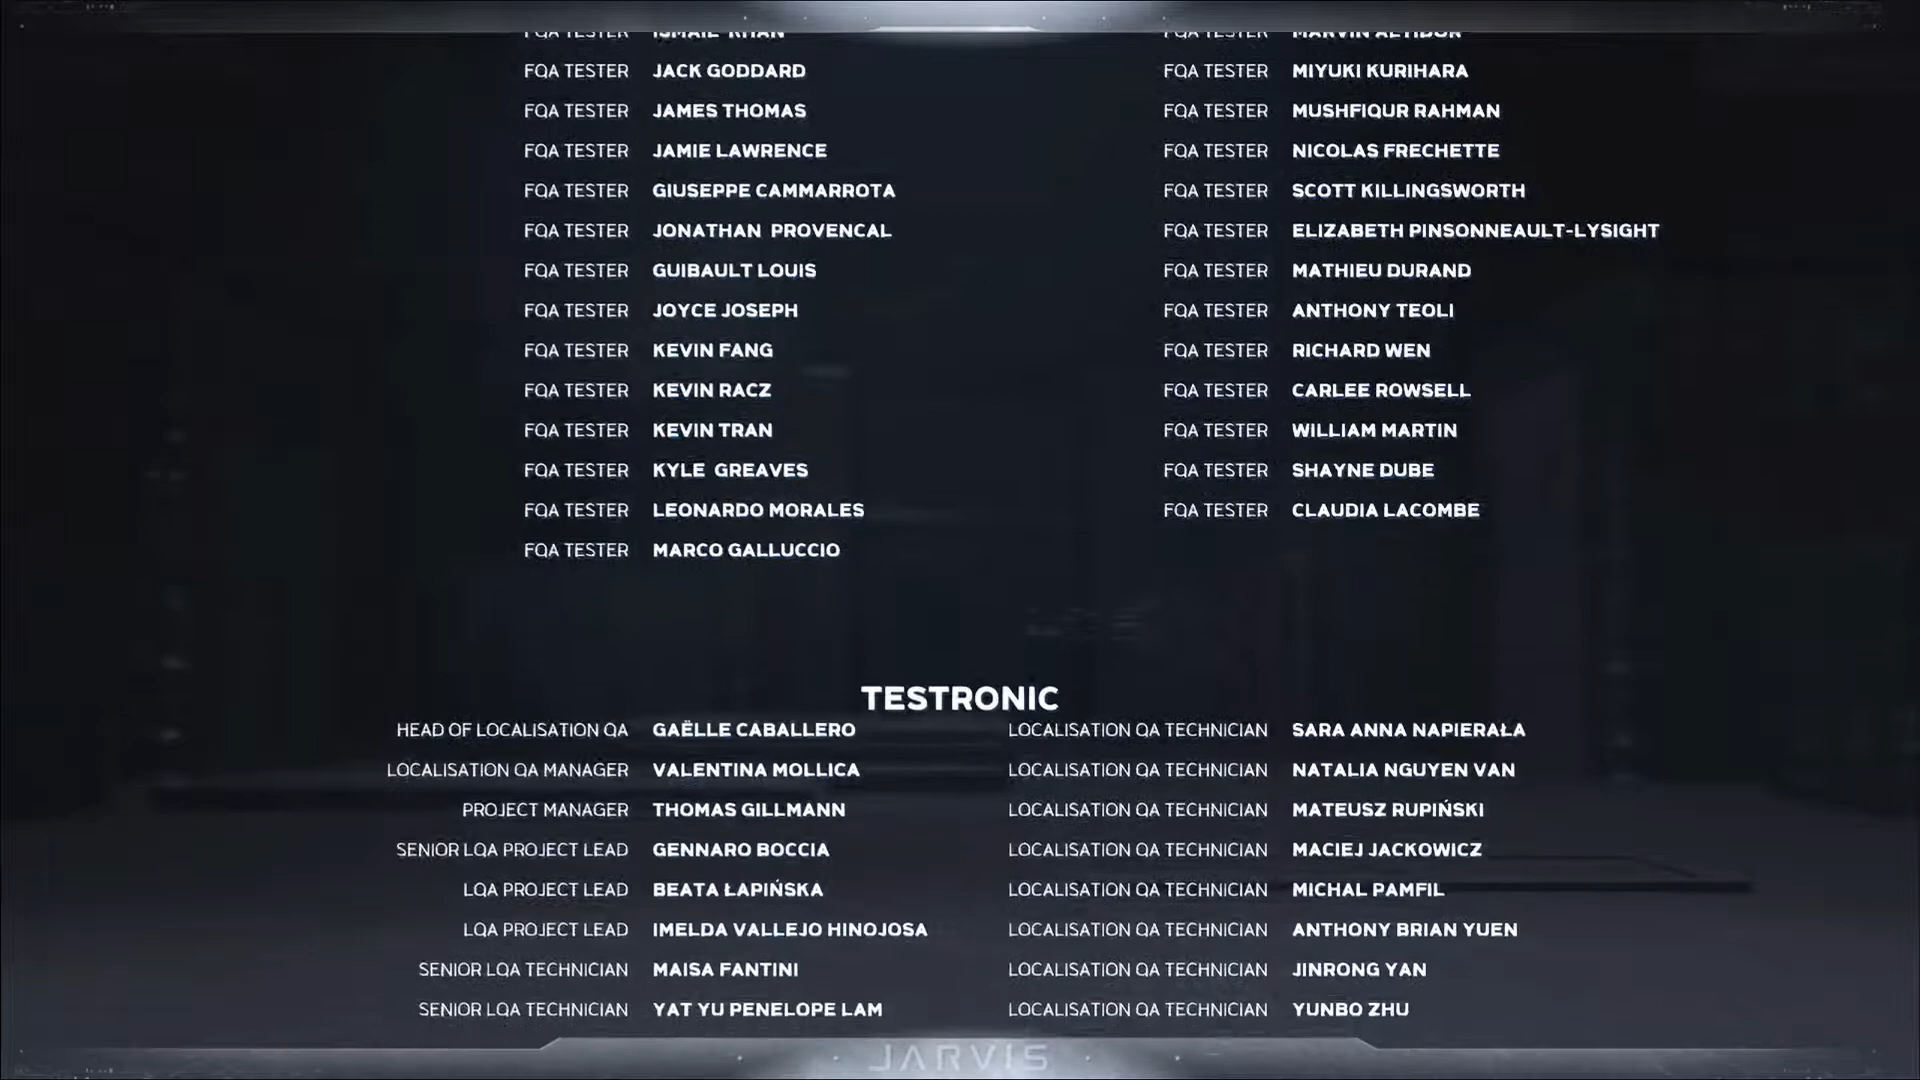 FQA TESTER ISMAIL KHAN FQA TESTER MARVIN ALTIDOR
FQA TESTER JACK GODDARD FQA TESTER MIYUKI KURIHARA
FQA TESTER JAMES THOMAS FQA TESTER MUSHFIQUR RAHMAN
FQA TESTER JAMIE LAWRENCE FQA TESTER NICOLAS FRECHETTE
FQA TESTER GIUSEPPE CAMMARROTA FQA TESTER SCOTT KILLINGSWORTH
FQA TESTER JONATHAN PROVENCAL FQA TESTER ELIZABETH PINSONNEAULT-LYSIGHT
FQA TESTER GUIBAULT LOUIS FQA TESTER MATHIEU DURAND
FQA TESTER JOYCE JOSEPH FQA TESTER ANTHONY TEOLI
FQA TESTER KEVIN FANG FQA TESTER RICHARD WEN
FQA TESTER KEVIN RACZ FQA TESTER CARLEE ROWSELL
FQA TESTER KEVIN TRAN FQA TESTER WILLIAM MARTIN
FQA TESTER KYLE GREAVES FQA TESTER SHAYNE DUBE
FQA TESTER LEONARDO MORALES FQA TESTER CLAUDIA LACOMBE
FQA TESTER MARCO GALLUCCIO
TESTRONIC
HEAD OF LOCALISATION QA GAËLLE CABALLERO LOCALISATION QA TECHNICIAN SARA ANNA NAPIERAŁA
LOCALISATION QA MANAGER VALENTINA MOLLICA LOCALISATION QA TECHNICIAN NATALIA NGUYEN VAN
PROJECT MANAGER THOMAS GILLMANN LOCALISATION QA TECHNICIAN MATEUSZ RUPIŃSKI
SENIOR LQA PROJECT LEAD GENNARO BOCCIA LOCALISATION QA TECHNICIAN MACIEJ JACKOWICZ
LQA PROJECT LEAD BEATA ŁAPIŃSKA LOCALISATION QA TECHNICIAN MICHAL PAMFIL
LQA PROJECT LEAD IMELDA VALLEJO HINOJOSA LOCALISATION QA TECHNICIAN ANTHONY BRIAN YUEN
SENIOR LQA TECHNICIAN MAISA FANTINI LOCALISATION QA TECHNICIAN JINRONG YAN
SENIOR LQA TECHNICIAN YAT YU PENELOPE LAM LOCALISATION QA TECHNICIAN YUNBO ZHU
JARVIS